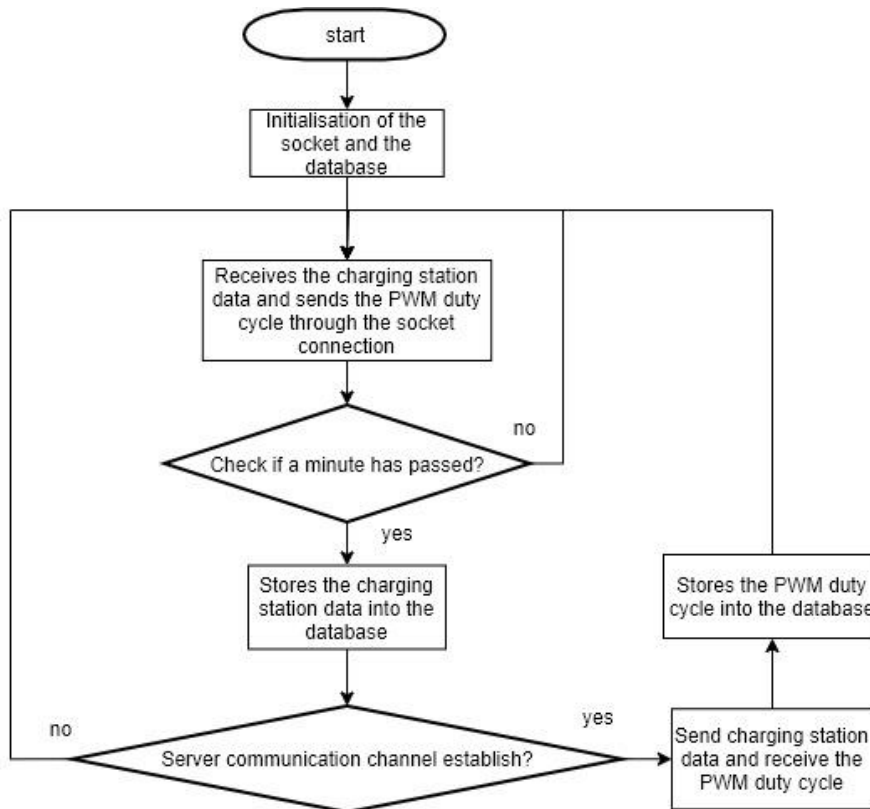 start
Initialisation of the
socket and the
database
Receives the charging station
data and sends the PWM duty
cycle through the socket
connection
no
Check if a minute has passed?
yes
Stores the charging
station data into the
database
Stores the PWM duty
cycle into the database
no
yes
Server communication channel establish?
Send charging station
data and receive the
PWM duty cycle